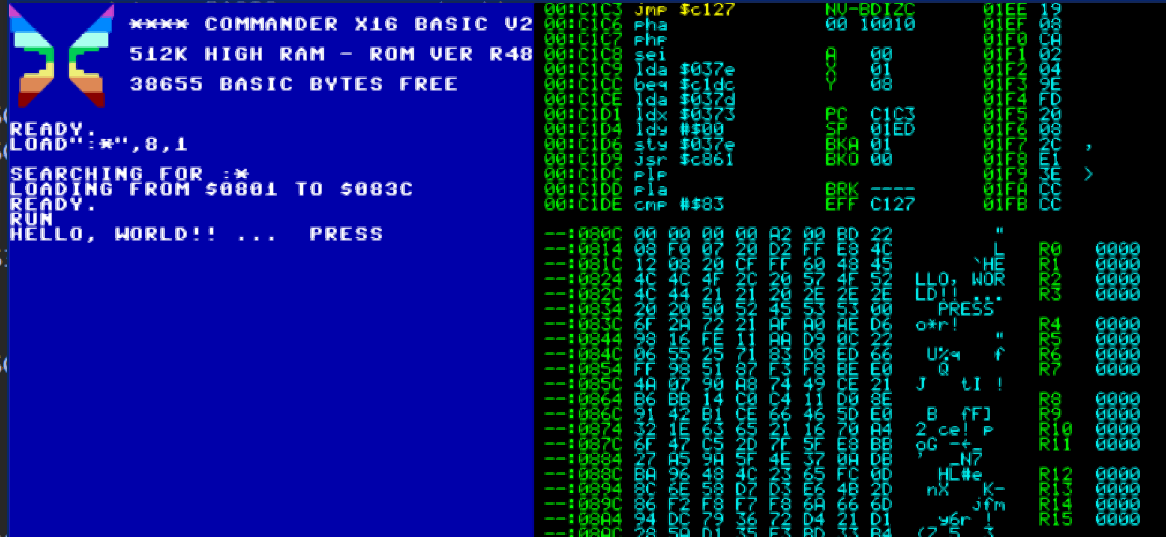 **** COMMANDER X16 BASIC V2
512K HIGH RAM - ROM VER R48
38655 BASIC BYTES FREE
READY.
LOAD":*",8,1
SEARCHING FOR :*
LOADING FROM $0801 TO $083C
READY.
RUN
HELLO, WORLD!! ...  PRESS
00:C1C3 jmp $c127
00:C1C6 pha
00:C1C7 php
00:C1C8 sei
00:C1C9 lda $037e
00:C1CC beq $c1dc
00:C1CE lda $037d
00:C1D1 ldx $0373
00:C1D4 ldy #$00
00:C1D6 sty $037e
00:C1D9 jsr $c861
00:C1DC plp
00:C1DD pla
00:C1DE cmp #$83
NV-BDIZC
00 10010
A 00
X 01
Y 08
PC C1C3
SP 01ED
BKA 01
BKO 00
BRK ----
EFF C127
01EE 19
01EF 08
01F0 CA
01F1 02
01F2 04
01F3 9E
01F4 FD
01F5 20
01F6 08
01F7 2C ,
01F8 E1
01F9 3E >
01FA CC
01FB CC
--:080C 00 00 00 00 A2 00 BD 22 "
--:0814 08 F0 07 20 D2 FF E8 4C L
--:081C 12 08 20 CF FF 60 48 45 `HE
--:0824 4C 4C 4F 2C 20 57 4F 52 LLO, WOR
--:082C 4C 44 21 21 20 2E 2E 2E LD!! ...
--:0834 20 20 50 52 45 53 53 00 PRESS
--:083C 6F 2A 72 21 AF A0 AE D6 o*r!
--:0844 98 16 FE 11 AA D9 0C 22 "
--:084C 06 55 25 71 83 D8 ED 66 U%q f
--:0854 FF 98 51 87 F3 F8 BE E0 Q
--:085C 4A 07 90 A8 74 49 CE 21 J tI !
--:0864 B6 BB 14 C0 C4 11 D0 8E
--:086C 91 42 B1 CE 66 46 5D E0 B fF]
--:0874 32 1E 63 65 21 16 70 A4 2 ce! p
--:087C 6F 47 C5 2D 7F 5F E8 BB oG - _
--:0884 27 A5 9A 5F 4E 37 0A DB ' _N7
--:088C BA 96 48 4C 23 65 FC 0D HL#e
--:0894 8C 6E 58 D7 D3 E6 4B 2D nX K-
--:089C 86 F2 F8 F7 F8 6A 66 6D jfm
--:08A4 94 DC 79 36 72 D4 21 D1 y6r !
R0 0000
R1 0000
R2 0000
R3 0000
R4 0000
R5 0000
R6 0000
R7 0000
R8 0000
R9 0000
R10 0000
R11 0000
R12 0000
R13 0000
R14 0000
R15 0000